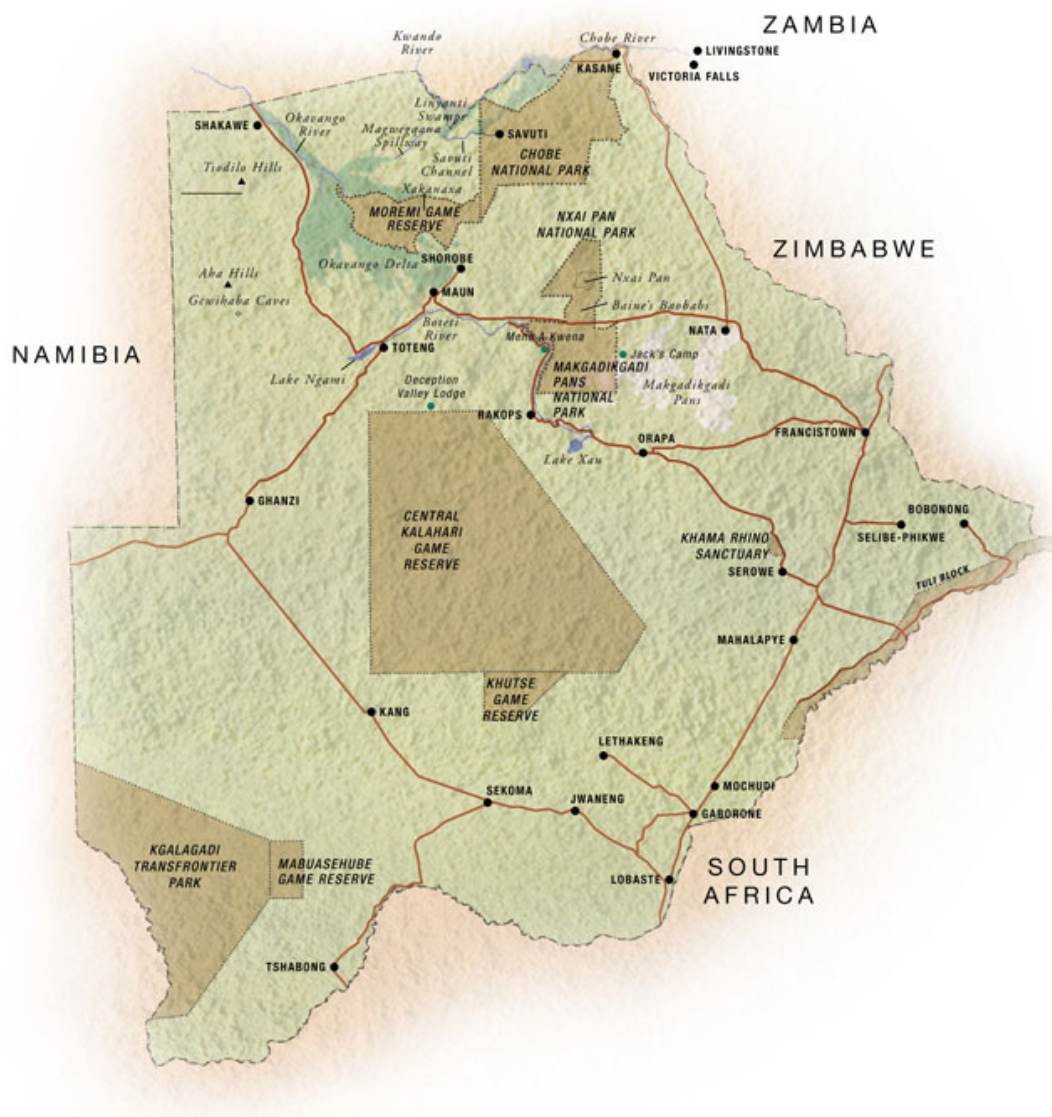 ZAMBIA
Kwando
River
Chobe River
LIVINGSTONE
KASANE
VICTORIA FALLS
Linyanti
Swamps
SHAKAWE
Okavango
River
Magwegqana
Spillway
SAVUTI
Savuti
Channel
CHOBE
NATIONAL PARK
Tsodilo Hills
Xakanaxa
MOREMI GAME
RESERVE
NXAI PAN
NATIONAL PARK
ZIMBABWE
Okavango Delta
SHOROBE
Aha Hills
Gcwihaba Caves
Nxai Pan
MAUN
Baine's Baobabs
Boteti
River
NATA
NAMIBIA
TOTENG
Meno-A-Kwena
Jack's Camp
Lake Ngami
MAKGADIKGADI
PANS
NATIONAL
PARK
Makgadikgadi
Pans
Deception
Valley Lodge
RAKOPS
ORAPA
FRANCISTOWN
Lake Xau
GHANZI
CENTRAL
KALAHARI
GAME
RESERVE
BOBONONG
SELIBE-PHIKWE
KHAMA RHINO
SANCTUARY
SEROWE
TULI BLOCK
MAHALAPYE
KHUTSE
GAME
RESERVE
KANG
LETHAKENG
SEKOMA
JWANENG
MOCHUDI
GABORONE
KGALAGADI
TRANSFRONTIER
PARK
MABUASEHUBE
GAME RESERVE
LOBASTE
SOUTH
AFRICA
TSHABONG